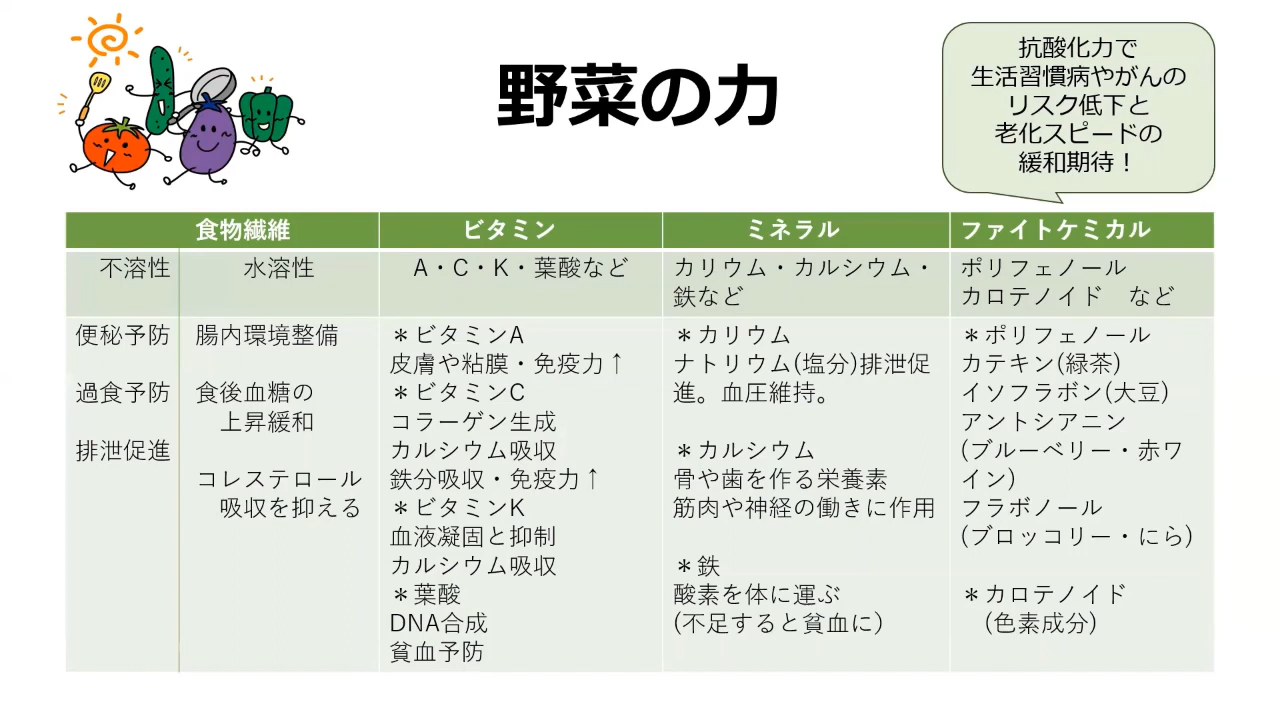 野菜の力
抗酸化力で
生活習慣病やがんの
リスク低下と
老化スピードの
緩和期待！
食物繊維
ビタミン
ミネラル
ファイトケミカル
不溶性
水溶性
A・C・K・葉酸など
カリウム・カルシウム・
鉄など
ポリフェノール
カロテノイド　など
便秘予防
過食予防
排泄促進
腸内環境整備
食後血糖の
上昇緩和
コレステロール
吸収を抑える
＊ビタミンA
皮膚や粘膜・免疫力↑
＊ビタミンC
コラーゲン生成
カルシウム吸収
鉄分吸収・免疫力↑
＊ビタミンK
血液凝固と抑制
カルシウム吸収
＊葉酸
DNA合成
貧血予防
＊カリウム
ナトリウム(塩分)排泄促
進。血圧維持。
＊カルシウム
骨や歯を作る栄養素
筋肉や神経の働きに作用
＊鉄
酸素を体に運ぶ
(不足すると貧血に)
＊ポリフェノール
カテキン(緑茶)
イソフラボン(大豆)
アントシアニン
(ブルーベリー・赤ワ
イン)
フラボノール
(ブロッコリー・にら)
＊カロテノイド
(色素成分)